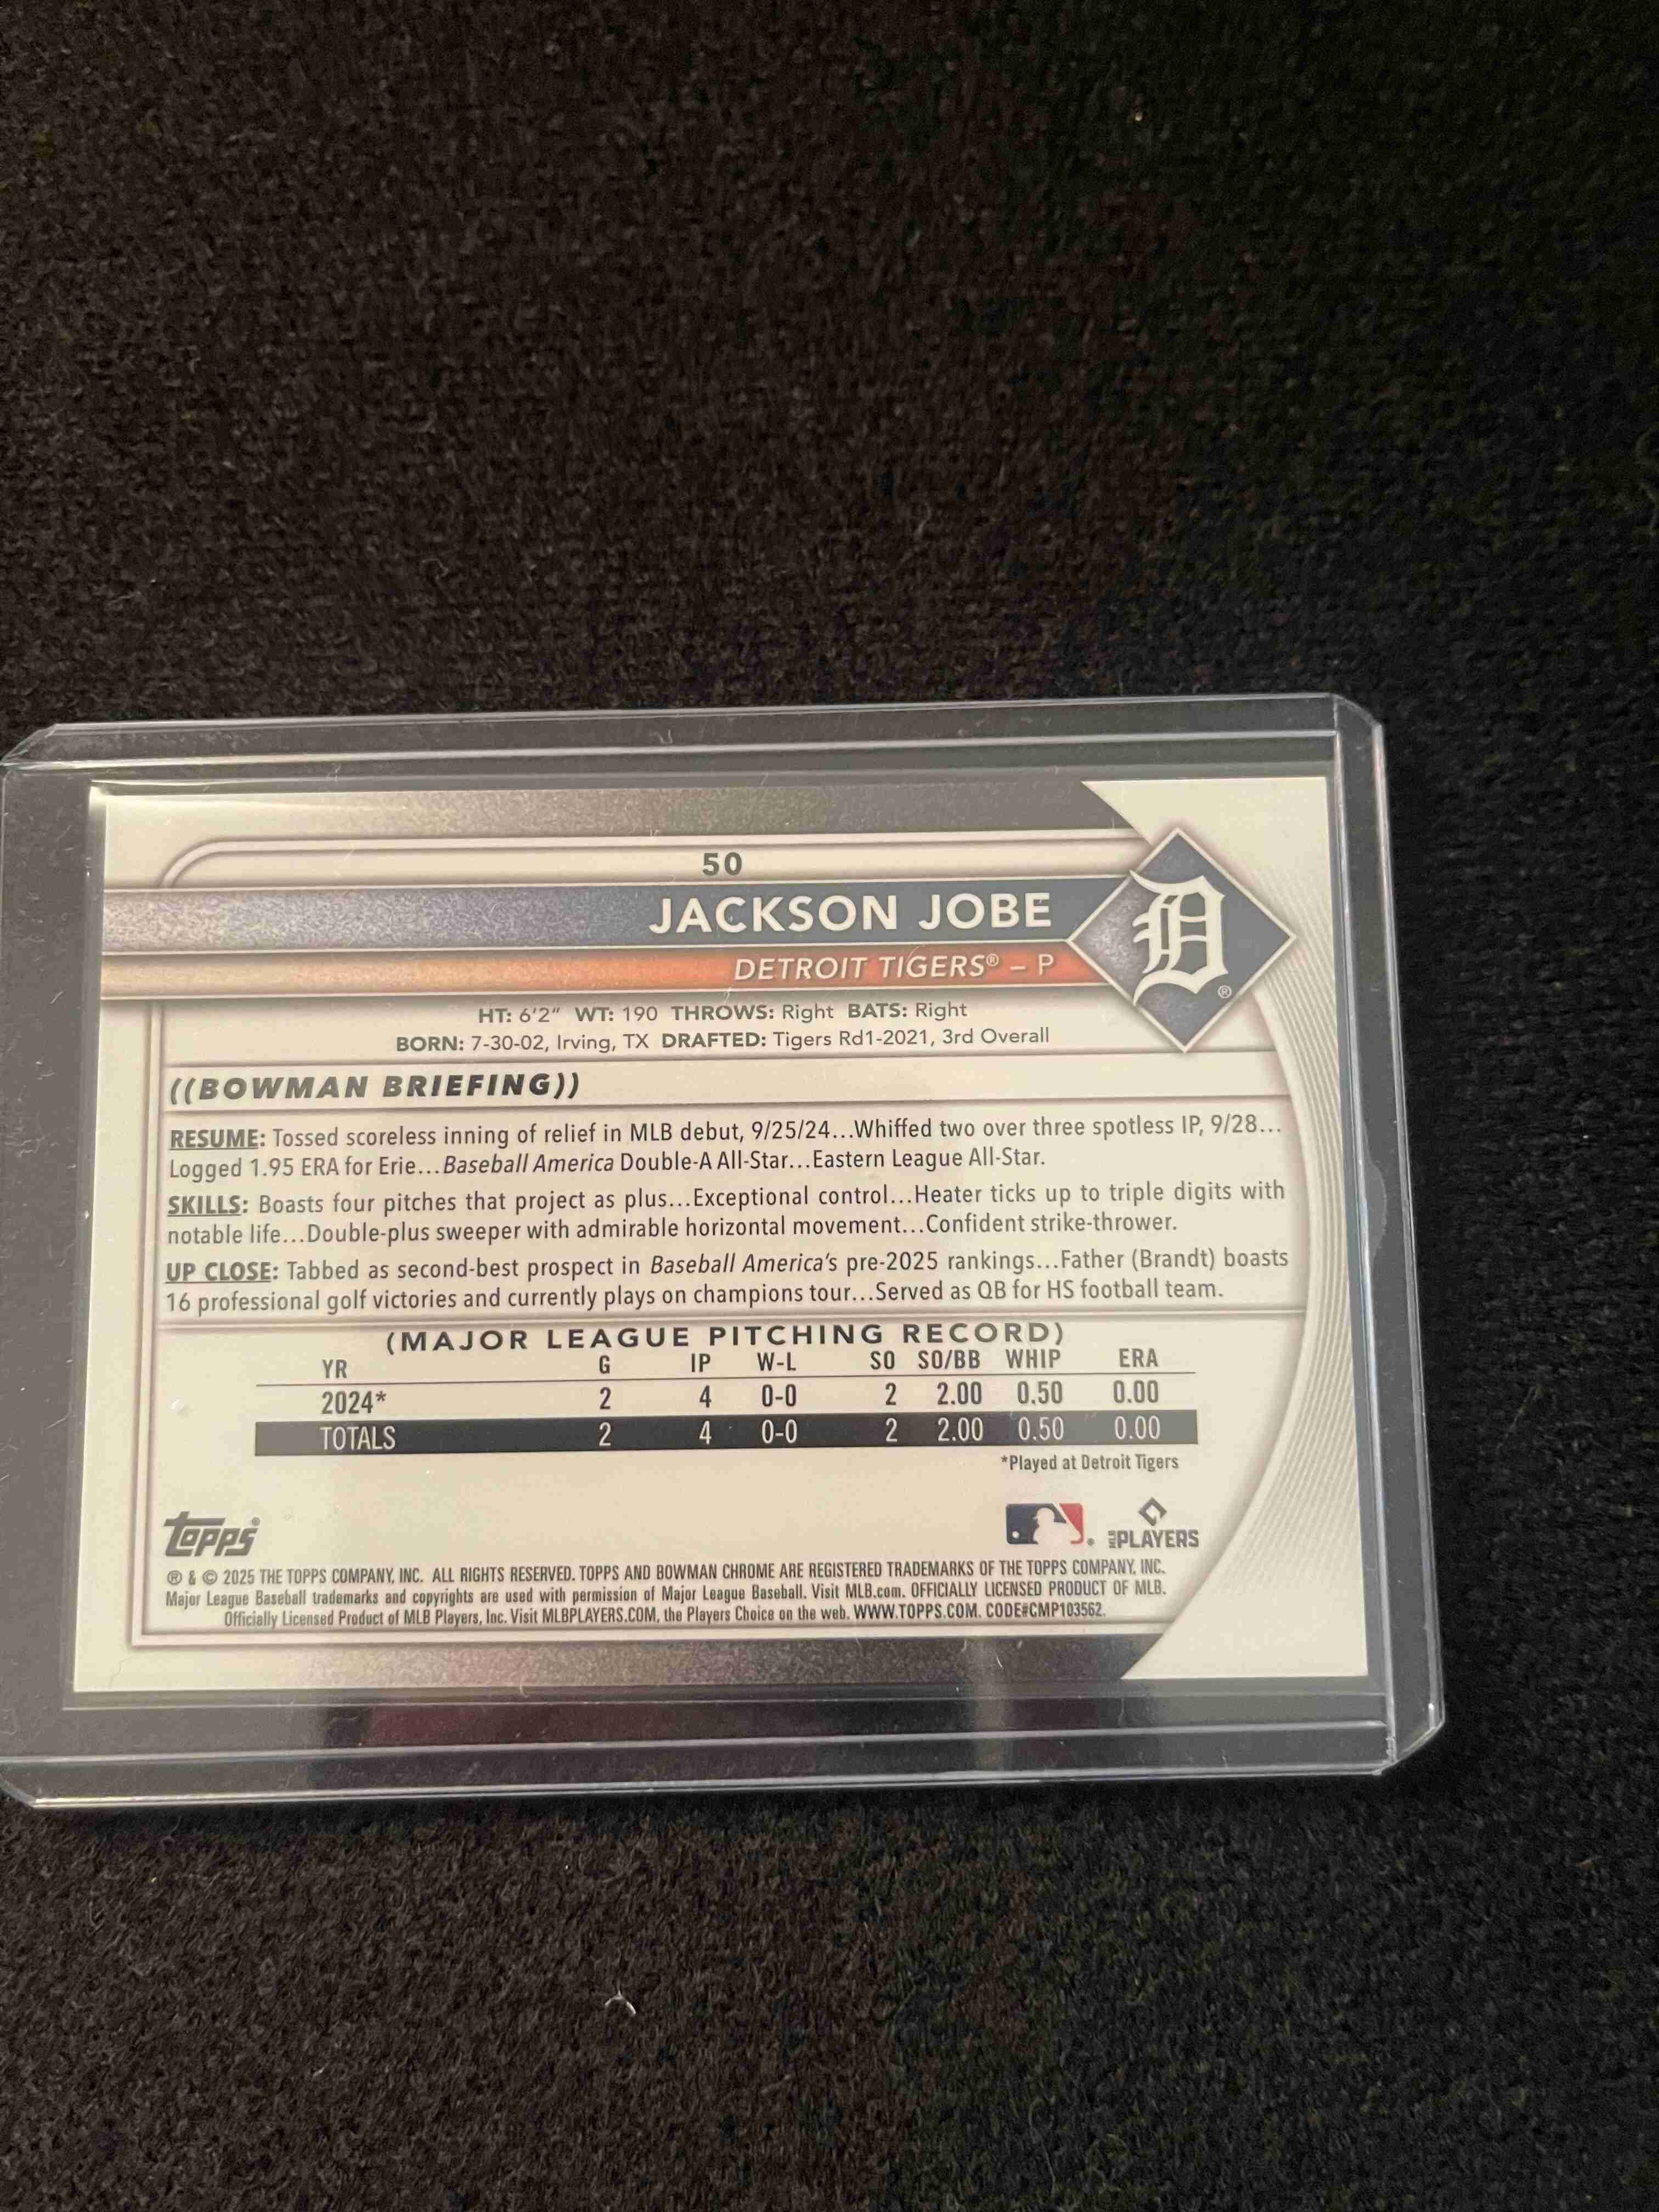 50
JACKSON JOBE
DETROIT TIGERS® – P
D®
HT: 6'2" WT: 190 THROWS: Right BATS: Right
BORN: 7-30-02, Irving, TX DRAFTED: Tigers Rd1-2021, 3rd Overall
((BOWMAN BRIEFING))
RESUME: Tossed scoreless inning of relief in MLB debut, 9/25/24...Whiffed two over three spotless IP, 9/28...
Logged 1.95 ERA for Erie...Baseball America Double-A All-Star...Eastern League All-Star.
SKILLS: Boasts four pitches that project as plus...Exceptional control...Heater ticks up to triple digits with
notable life...Double-plus sweeper with admirable horizontal movement...Confident strike-thrower.
UP CLOSE: Tabbed as second-best prospect in Baseball America's pre-2025 rankings...Father (Brandt) boasts
16 professional golf victories and currently plays on champions tour...Served as QB for HS football team.
(MAJOR LEAGUE PITCHING RECORD)
YR G IP W-L SO SO/BB WHIP ERA
2024* 2 4 0-0 2 2.00 0.50 0.00
TOTALS 2 4 0-0 2 2.00 0.50 0.00
*Played at Detroit Tigers
Topps®
MLB PLAYERS
® & © 2025 THE TOPPS COMPANY, INC. ALL RIGHTS RESERVED. TOPPS AND BOWMAN CHROME ARE REGISTERED TRADEMARKS OF THE TOPPS COMPANY, INC.
Major League Baseball trademarks and copyrights are used with permission of Major League Baseball. Visit MLB.com. OFFICIALLY LICENSED PRODUCT OF MLB.
Officially Licensed Product of MLB Players, Inc. Visit MLBPLAYERS.COM, the Players Choice on the web. WWW.TOPPS.COM. CODE#CMP103562.